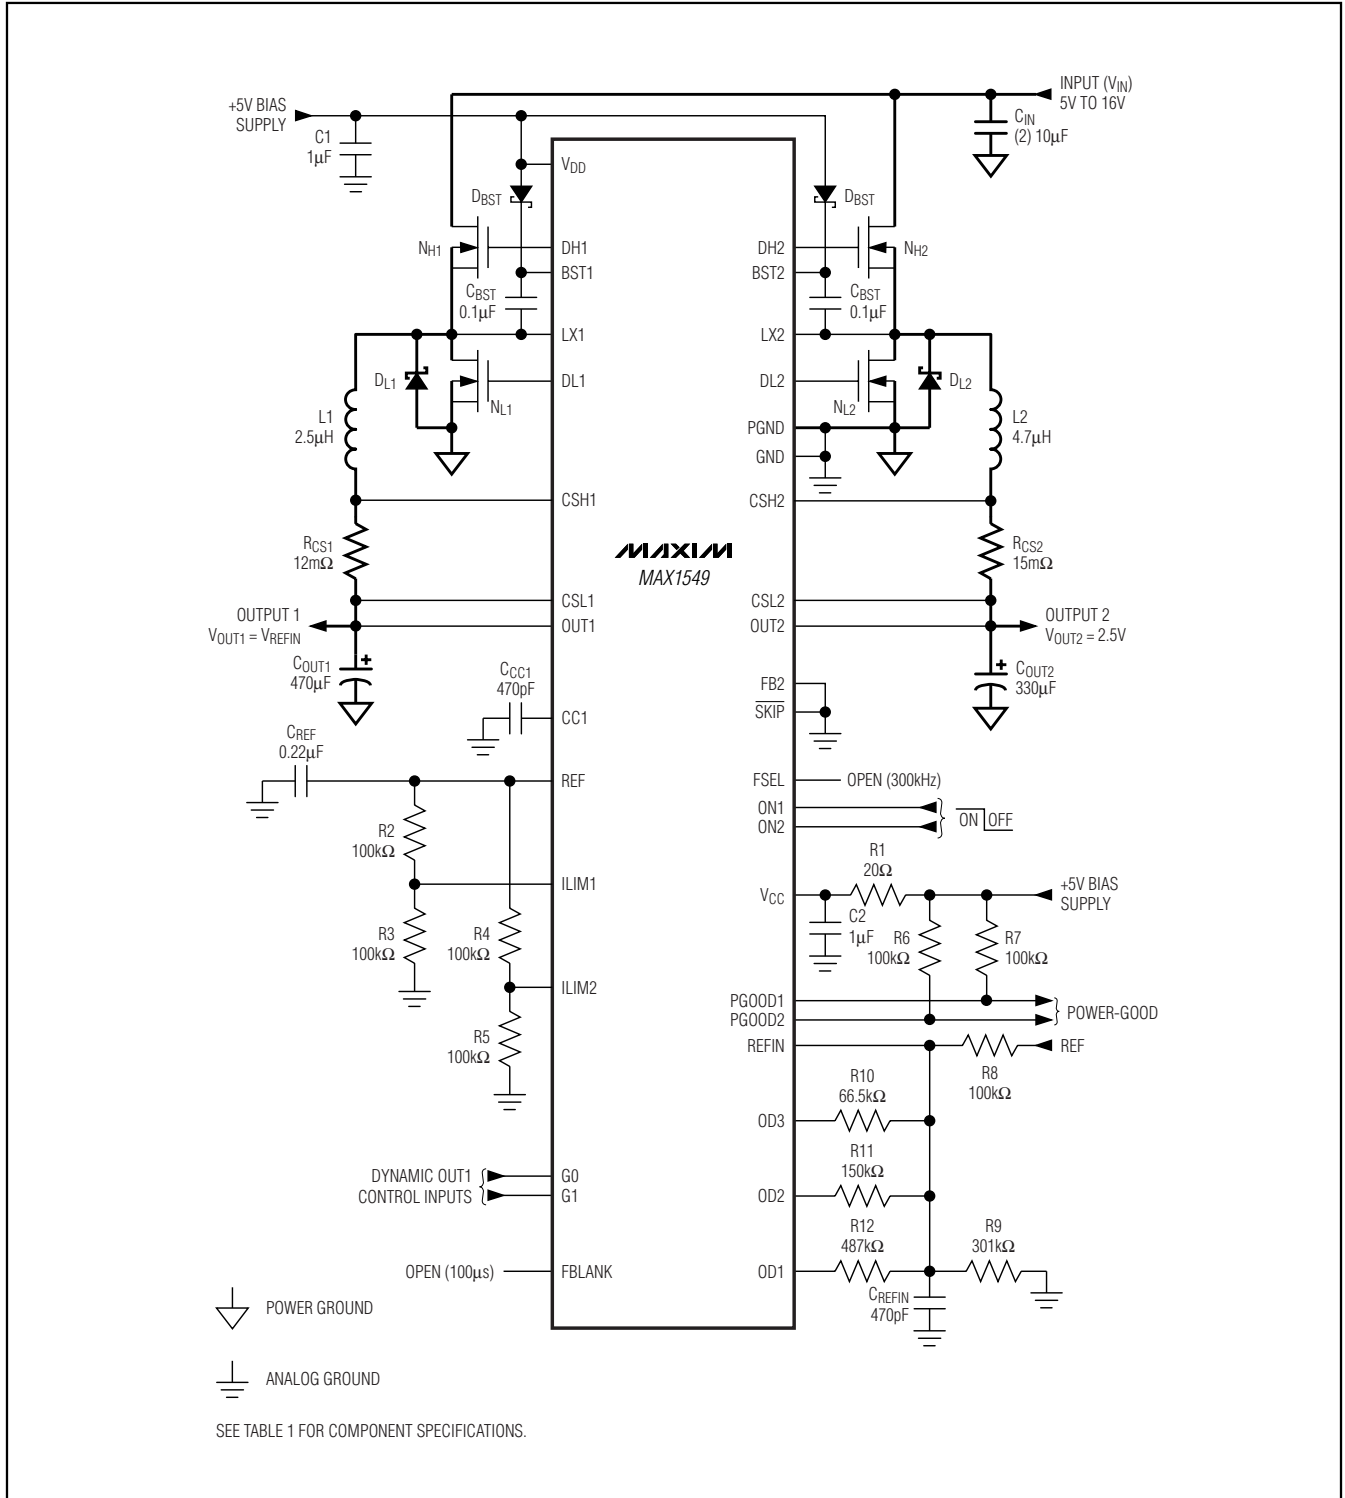 +5V BIAS
SUPPLY
C1
1µF
INPUT (VIN)
5V TO 16V
CIN
(2) 10µF
VDD
DBST
DBST
NH1
DH1
DH2
NH2
BST1
BST2
CBST
0.1µF
CBST
0.1µF
LX1
LX2
DL1
DL1
DL2
DL2
NL1
NL2
L1
2.5µH
L2
4.7µH
PGND
GND
CSH1
CSH2
RCS1
12mΩ
MAXIM
MAX1549
RCS2
15mΩ
CSL1
CSL2
OUTPUT 1
VOUT1 = VREFIN
OUT1
OUT2
OUTPUT 2
VOUT2 = 2.5V
COUT1
470µF
CCC1
470pF
CC1
FB2
SKIP
COUT2
330µF
CREF
0.22µF
REF
FSEL
OPEN (300kHz)
ON1
ON2
ON OFF
R2
100kΩ
ILIM1
R1
20Ω
VCC
+5V BIAS
SUPPLY
C2
1µF
R3
100kΩ
R4
100kΩ
R6
100kΩ
R7
100kΩ
ILIM2
PGOOD1
PGOOD2
POWER-GOOD
R5
100kΩ
REFIN
REF
R8
100kΩ
R10
66.5kΩ
OD3
R11
150kΩ
OD2
DYNAMIC OUT1
CONTROL INPUTS
G0
G1
R12
487kΩ
R9
301kΩ
OPEN (100µs)
FBLANK
OD1
CREFIN
470pF
POWER GROUND
ANALOG GROUND
SEE TABLE 1 FOR COMPONENT SPECIFICATIONS.